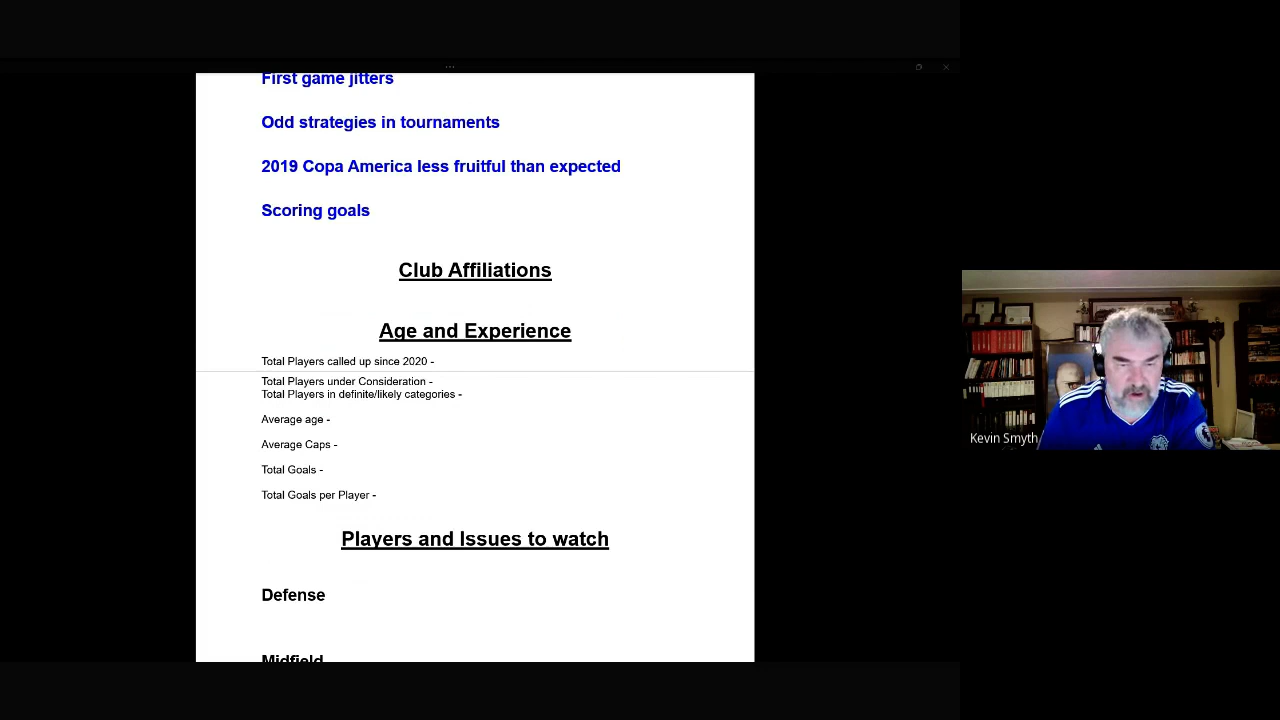 First game jitters
Odd strategies in tournaments
2019 Copa America less fruitful than expected
Scoring goals
Club Affiliations
Age and Experience
Total Players called up since 2020 -
Total Players under Consideration -
Total Players in definite/likely categories -
Average age -
Average Caps -
Total Goals -
Total Goals per Player -
Players and Issues to watch
Defense
Midfield
Kevin Smyth